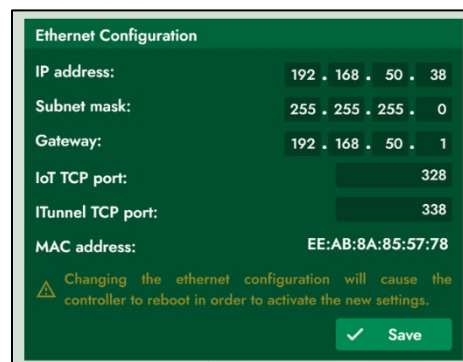 Ethernet Configuration
IP address: 192 . 168 . 50 . 38
Subnet mask: 255 . 255 . 255 . 0
Gateway: 192 . 168 . 50 . 1
IoT TCP port: 328
ITunnel TCP port: 338
MAC address: EE:AB:8A:85:57:78
Changing the ethernet configuration will cause the
controller to reboot in order to activate the new settings.
Save